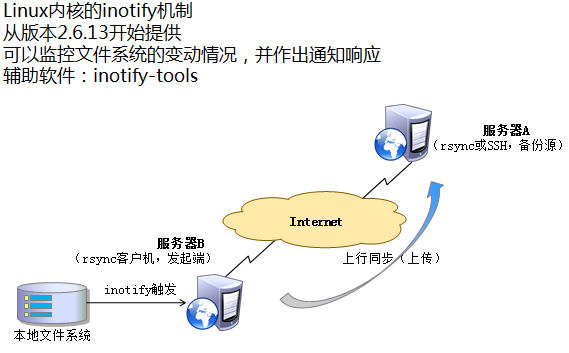 Linux内核的inotify机制
从版本2.6.13开始提供
可以监控文件系统的变动情况，并作出通知响应
辅助软件：inotify-tools
服务器A
（rsync或SSH，备份源）
Internet
服务器B
（rsync客户机，发起端）
上行同步（上传）
inotify触发
本地文件系统